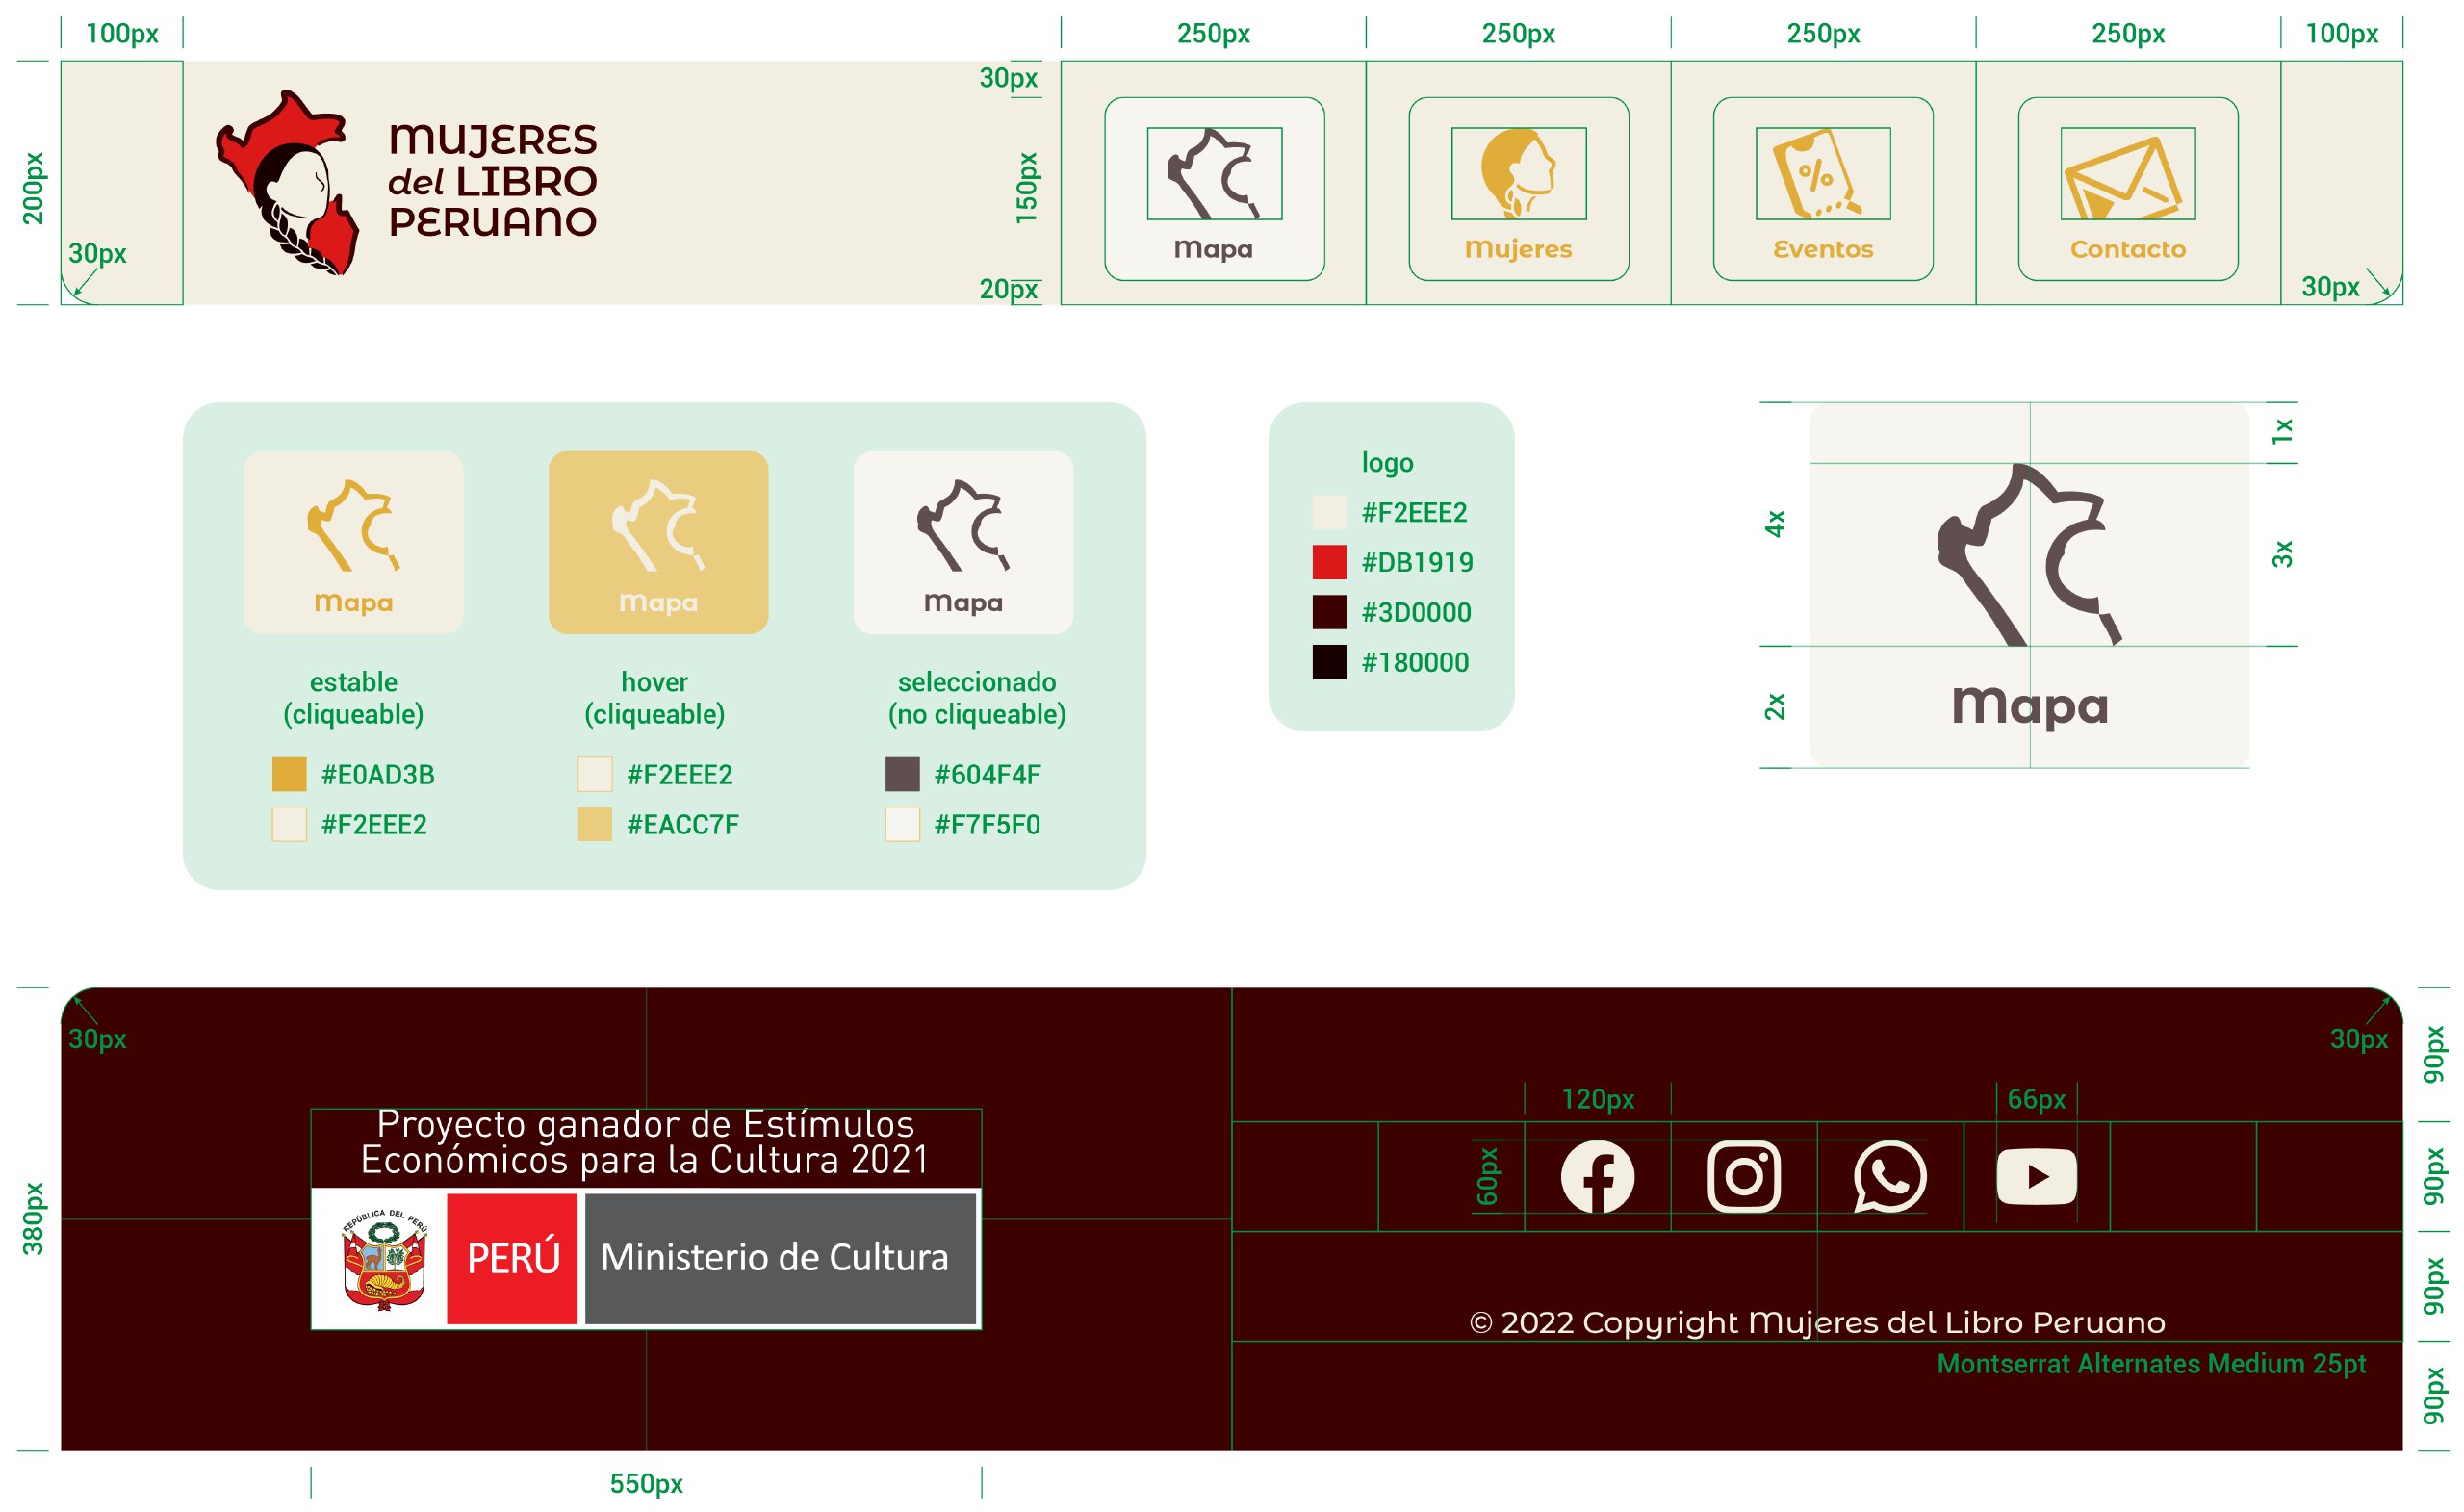 100px
250px
250px
250px
250px
100px
200px
30px
MUJERES
del LIBRO
PERUANO
30px
150px
20px
Mapa
Mujeres
Eventos
Contacto
30px
mapa
mapa
mapa
estable
(cliqueable)
hover
(cliqueable)
seleccionado
(no cliqueable)
#E0AD3B
#F2EEE2
#F2EEE2
#EACC7F
#604F4F
#F7F5F0
logo
#F2EEE2
#DB1919
#3D0000
#180000
4x
2x
1x
3x
mapa
380px
30px
30px
Proyecto ganador de Estímulos
Económicos para la Cultura 2021
REPÚBLICA DEL PERÚ
PERÚ
Ministerio de Cultura
550px
120px
66px
60px
© 2022 Copyright Mujeres del Libro Peruano
Montserrat Alternates Medium 25pt
90px
90px
90px
90px